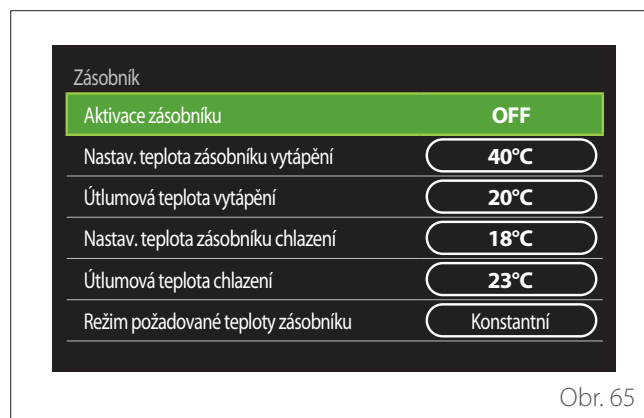 Zásobník
Aktivace zásobníku OFF
Nastav. teplota zásobníku vytápění 40°C
Útlumová teplota vytápění 20°C
Nastav. teplota zásobníku chlazení 18°C
Útlumová teplota chlazení 23°C
Režim požadované teploty zásobníku Konstantní
Obr. 65